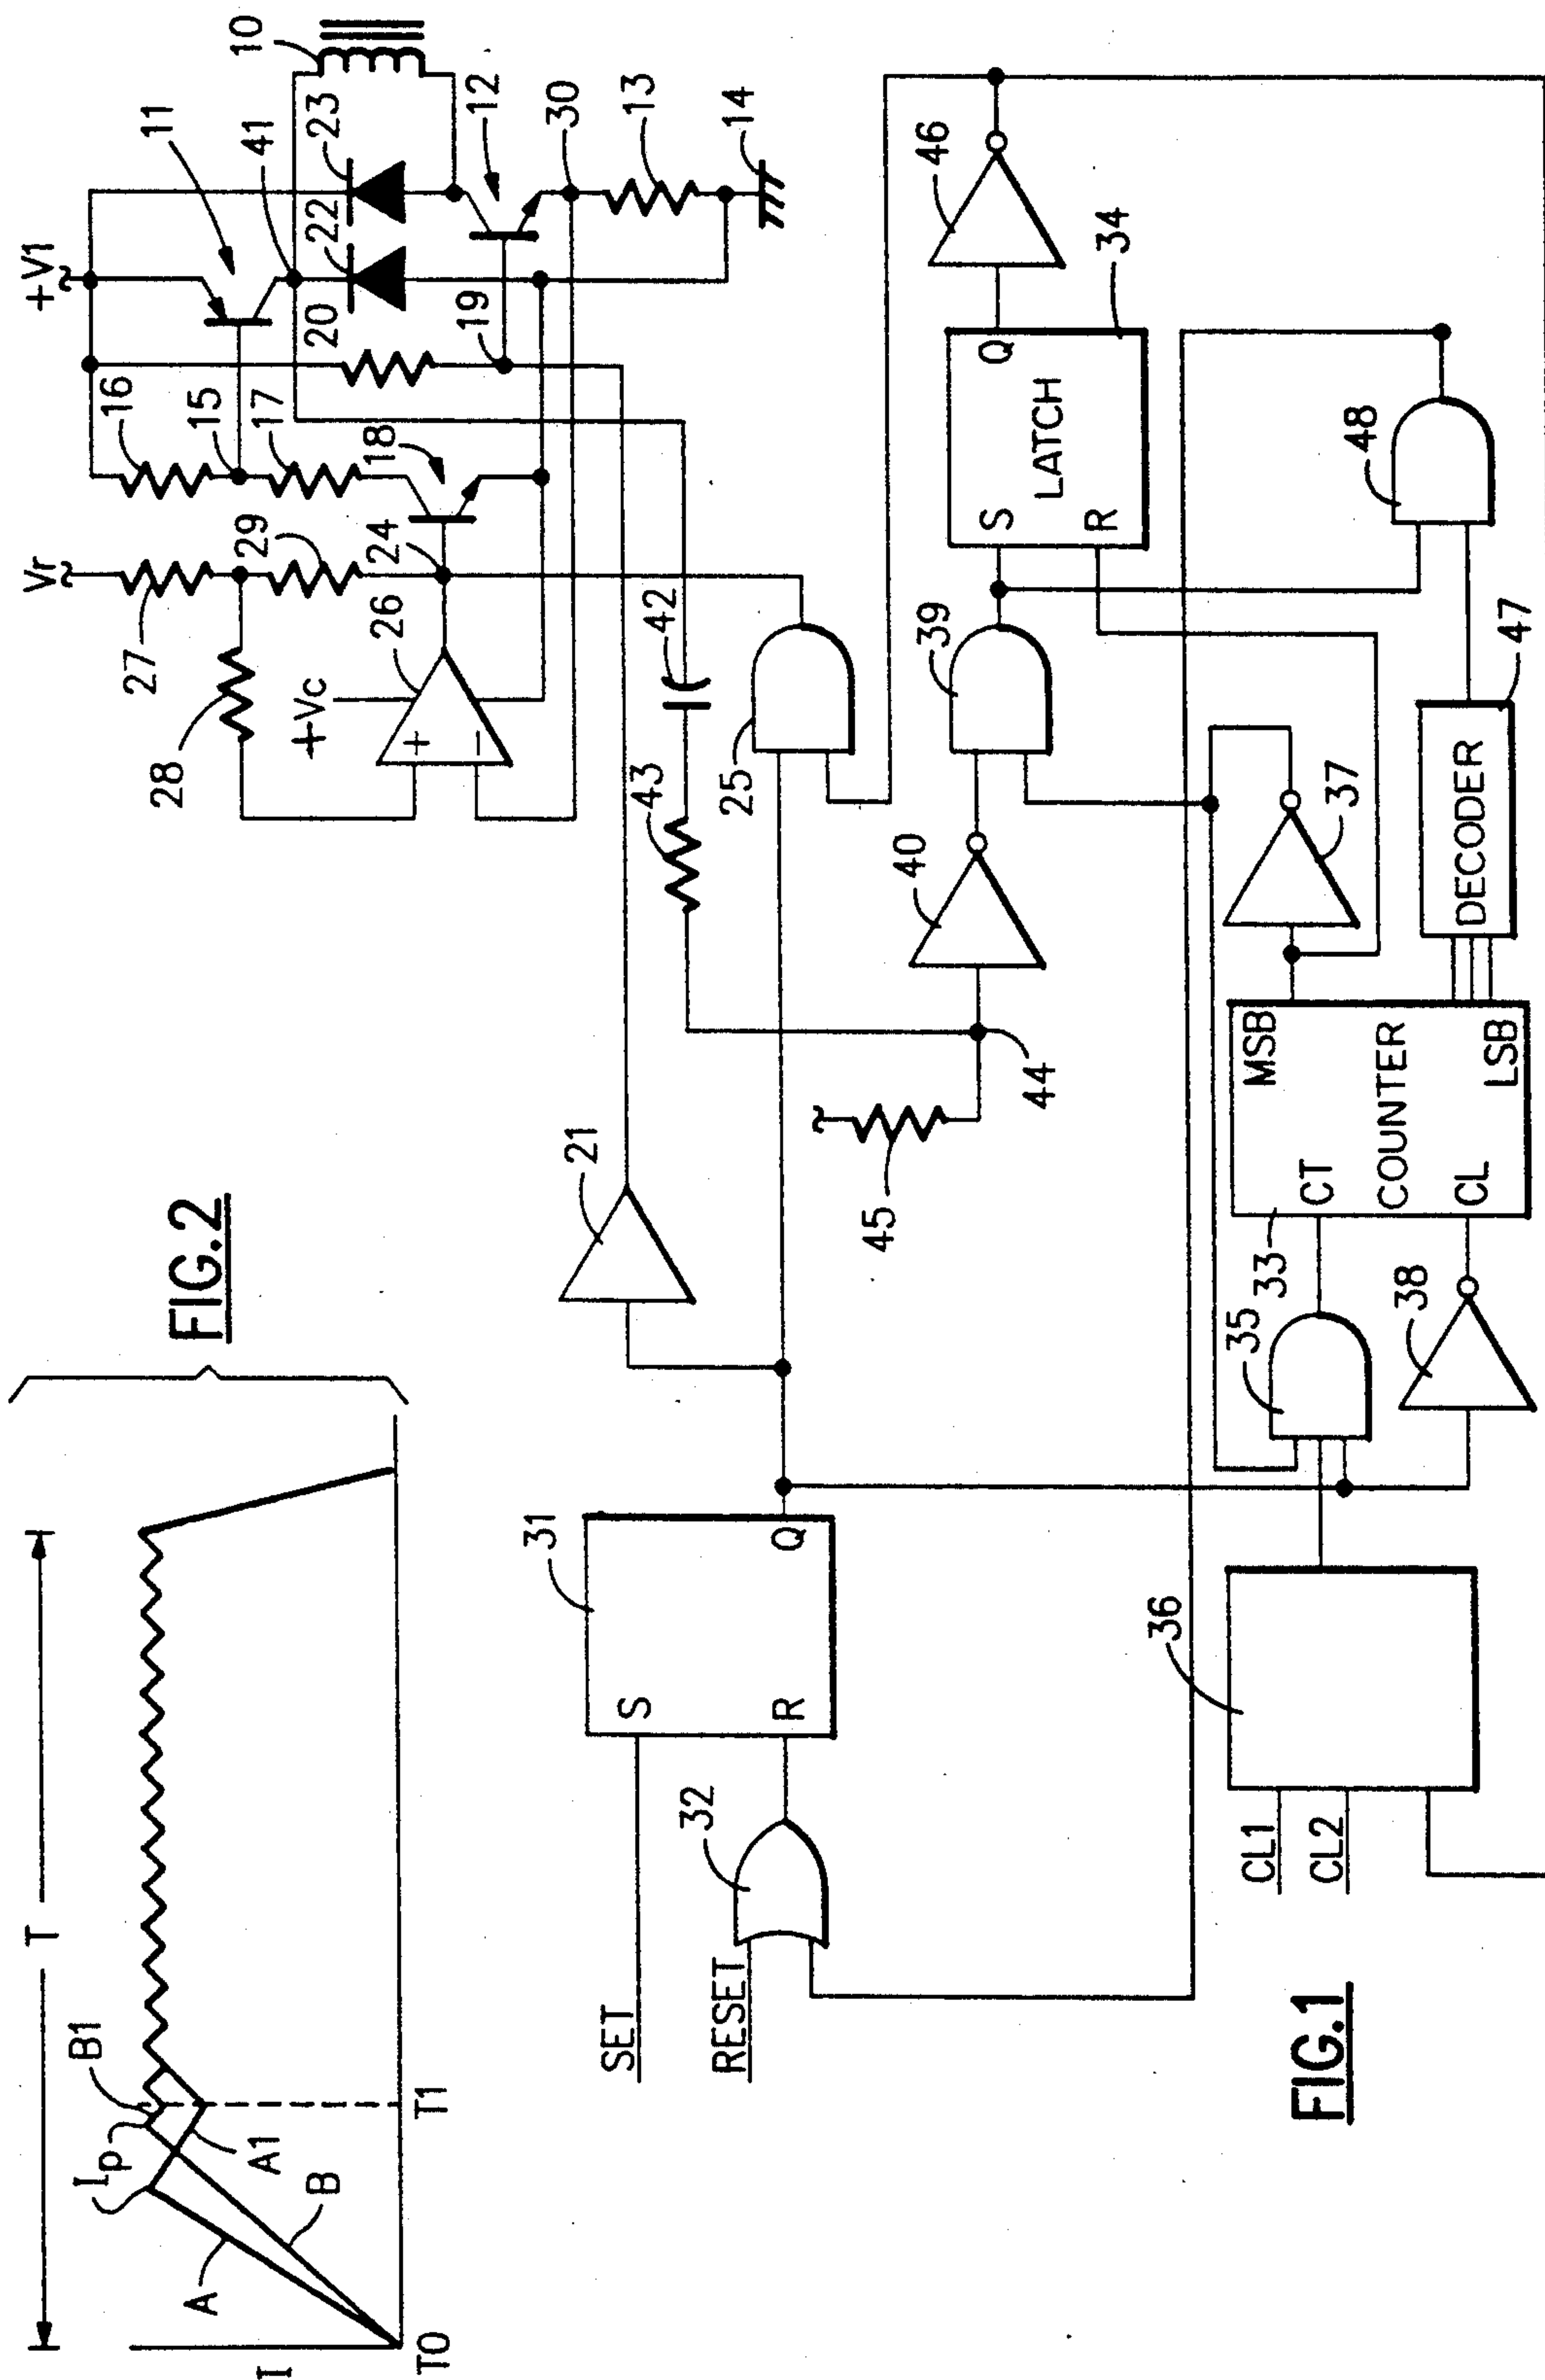 FIG.2
T
I
Ip
B1
A
A1
B
T0
T1
FIG.1
+V1
Vr
11
41
10
16
15
17
18
20
22
23
12
30
13
14
19
27
28
29
24
26
+Vc
+
-
42
43
25
21
39
40
44
45
46
34
S
Q
LATCH
R
48
47
DECODER
37
MSB
CT
COUNTER
CL
LSB
33
35
38
31
S
Q
R
32
SET
RESET
36
CL1
CL2